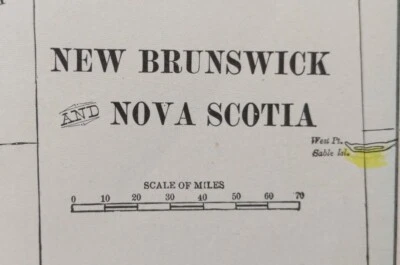 NEW BRUNSWICK
AND NOVA SCOTIA
West Pt.
Sable Isl.
SCALE OF MILES
0 10 20 30 40 50 60 70